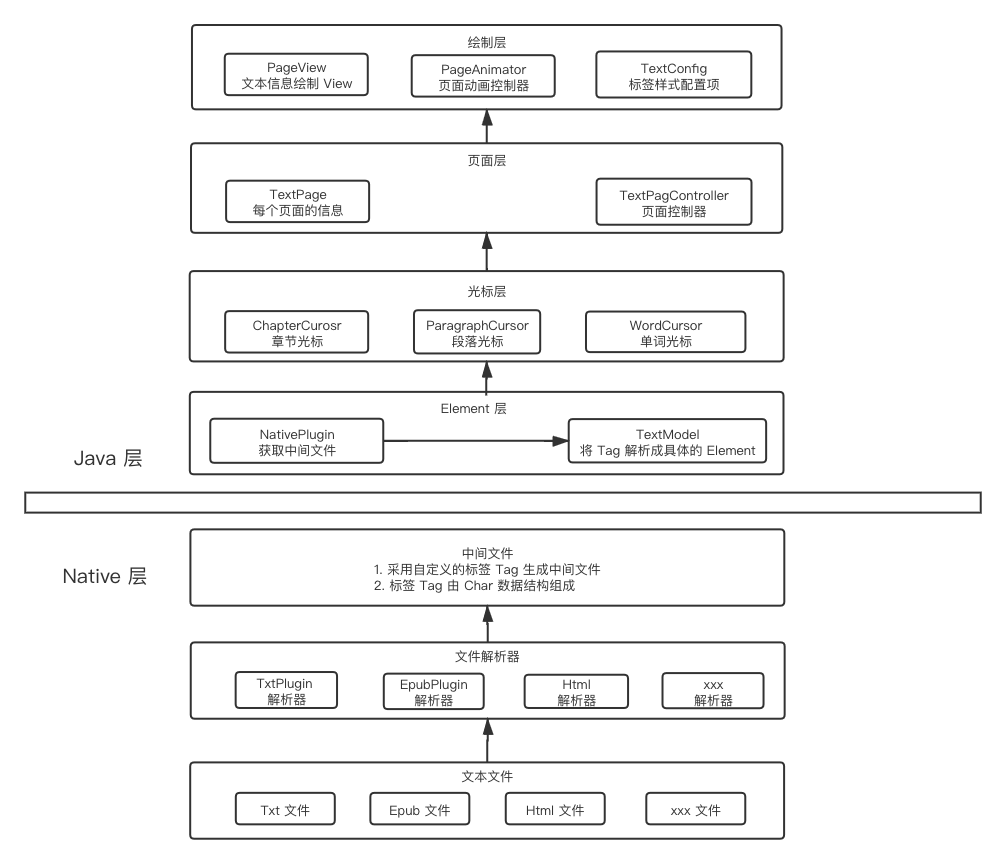 绘制层
PageView
文本信息绘制 View
PageAnimator
页面动画控制器
TextConfig
标签样式配置项
页面层
TextPage
每个页面的信息
TextPagController
页面控制器
光标层
ChapterCurosr
章节光标
ParagraphCursor
段落光标
WordCursor
单词光标
Element 层
NativePlugin
获取中间文件
TextModel
将 Tag 解析成具体的 Element
Java 层
Native 层
中间文件
1. 采用自定义的标签 Tag 生成中间文件
2. 标签 Tag 由 Char 数据结构组成
文件解析器
TxtPlugin
解析器
EpubPlugin
解析器
Html
解析器
xxx
解析器
文本文件
Txt 文件
Epub 文件
Html 文件
xxx 文件